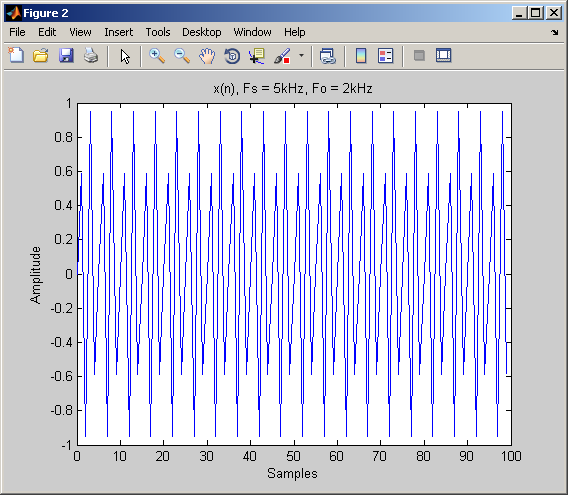 Figure 2
File Edit View Insert Tools Desktop Window Help
x(n), Fs = 5kHz, Fo = 2kHz
1
0.8
0.6
0.4
0.2
0
-0.2
-0.4
-0.6
-0.8
-1
Amplitude
0 10 20 30 40 50 60 70 80 90 100
Samples